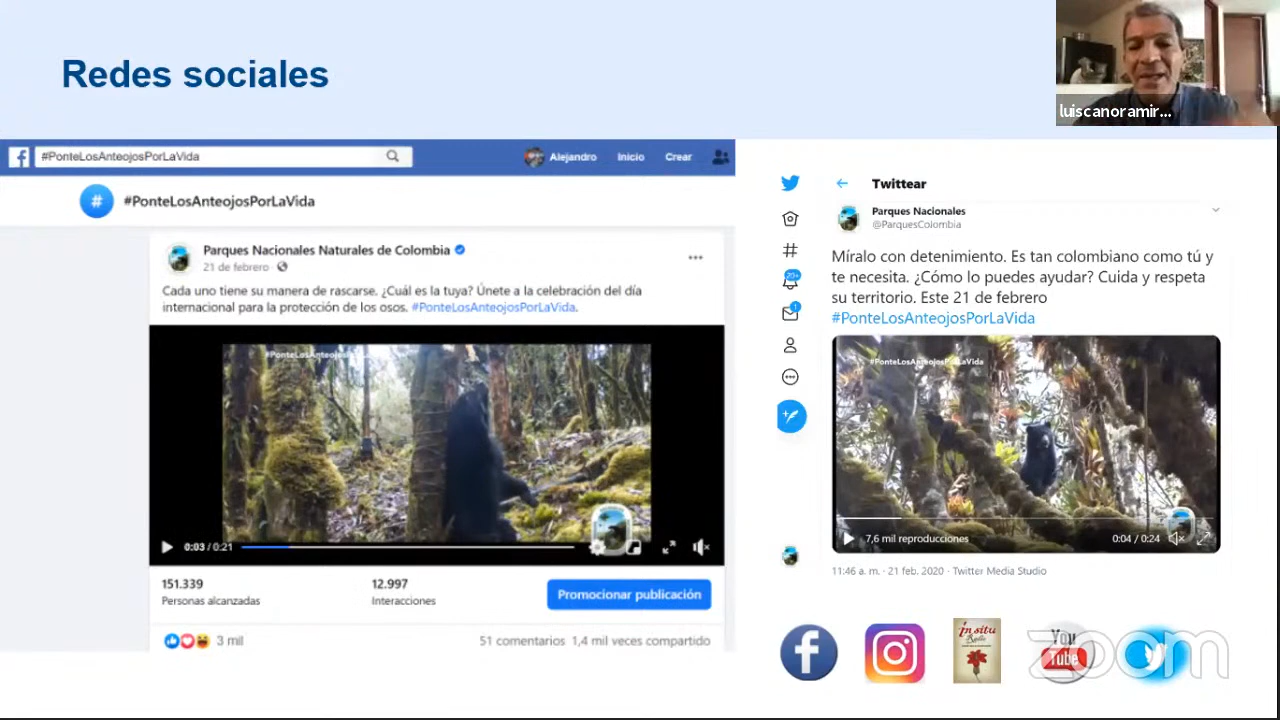 Redes sociales
luiscanoramir...
#PonteLosAnteojosPorLaVida
Alejandro
Inicio
Crear
# #PonteLosAnteojosPorLaVida
Parques Nacionales Naturales de Colombia
21 de febrero
Cada uno tiene su manera de rascarse. ¿Cuál es la tuya? Únete a la celebración del día
internacional para la protección de los osos. #PonteLosAnteojosPorLaVida.
0:03 / 0:21
151.339
Personas alcanzadas
12.997
Interacciones
Promocionar publicación
3 mil
51 comentarios 1,4 mil veces compartido
Twittear
Parques Nacionales
@ParquesColombia
Míralo con detenimiento. Es tan colombiano como tú y
te necesita. ¿Cómo lo puedes ayudar? Cuida y respeta
su territorio. Este 21 de febrero
#PonteLosAnteojosPorLaVida
#PonteLosAnteojosPorLaVida
20+
1
7,6 mil reproducciones
0:04 / 0:24
11:46 a. m. · 21 feb. 2020 · Twitter Media Studio
in situ
Radio
You
Tube
zoom